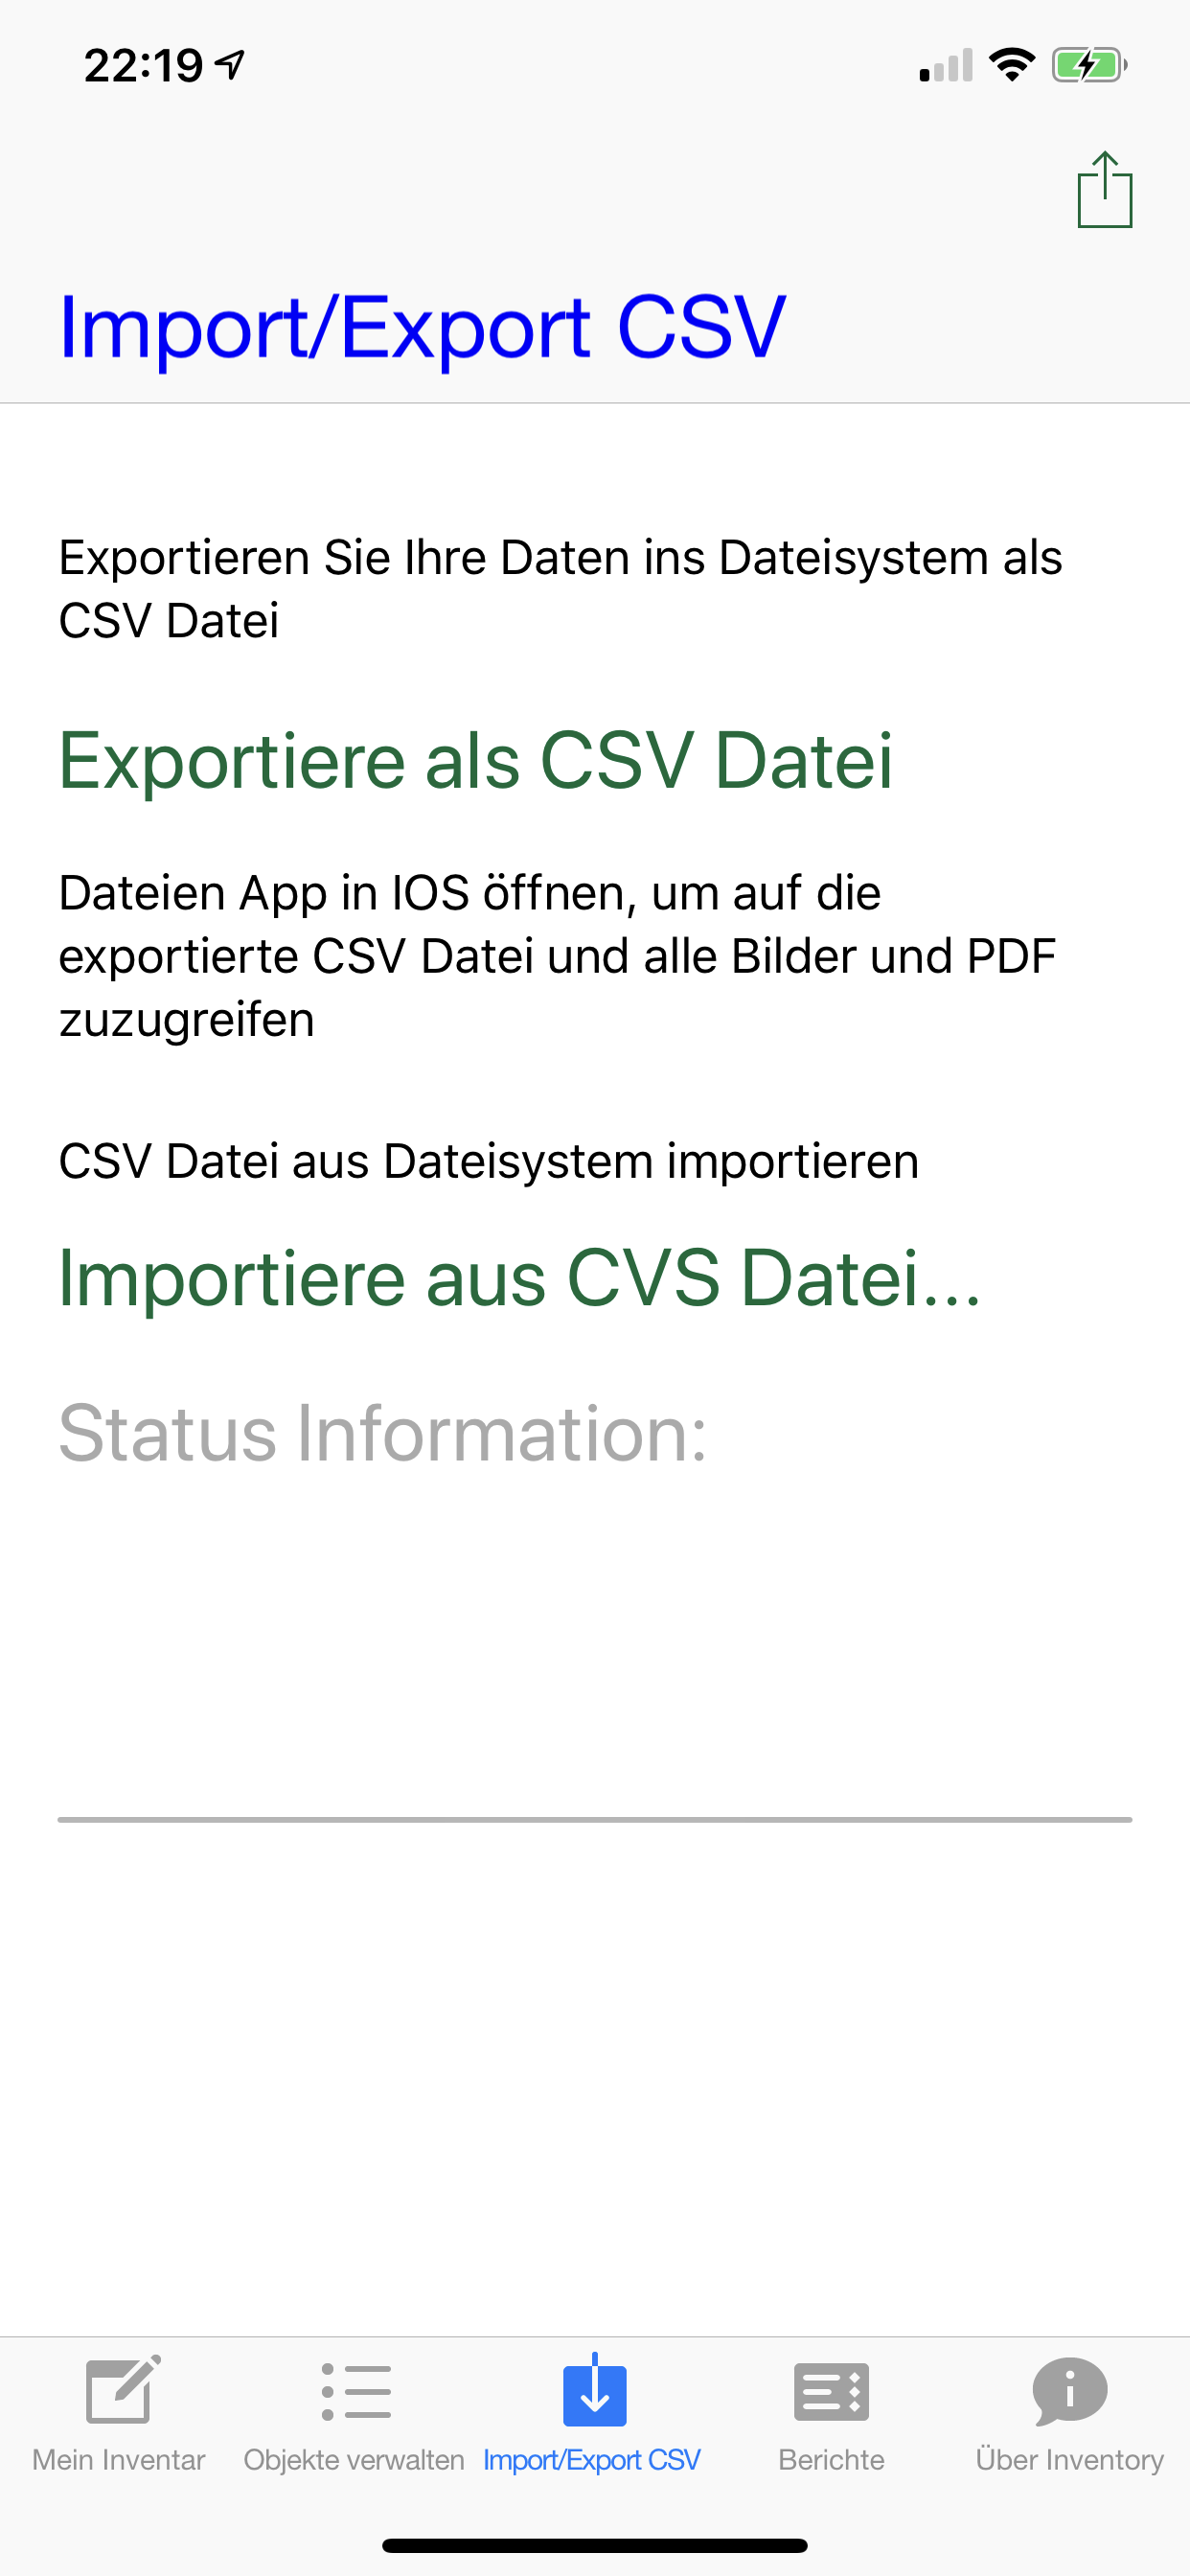 22:19
Import/Export CSV
Exportieren Sie Ihre Daten ins Dateisystem als
CSV Datei
Exportiere als CSV Datei
Dateien App in IOS öffnen, um auf die
exportierte CSV Datei und alle Bilder und PDF
zuzugreifen
CSV Datei aus Dateisystem importieren
Importiere aus CVS Datei...
Status Information:
Mein Inventar Objekte verwalten Import/Export CSV Berichte Über Inventory